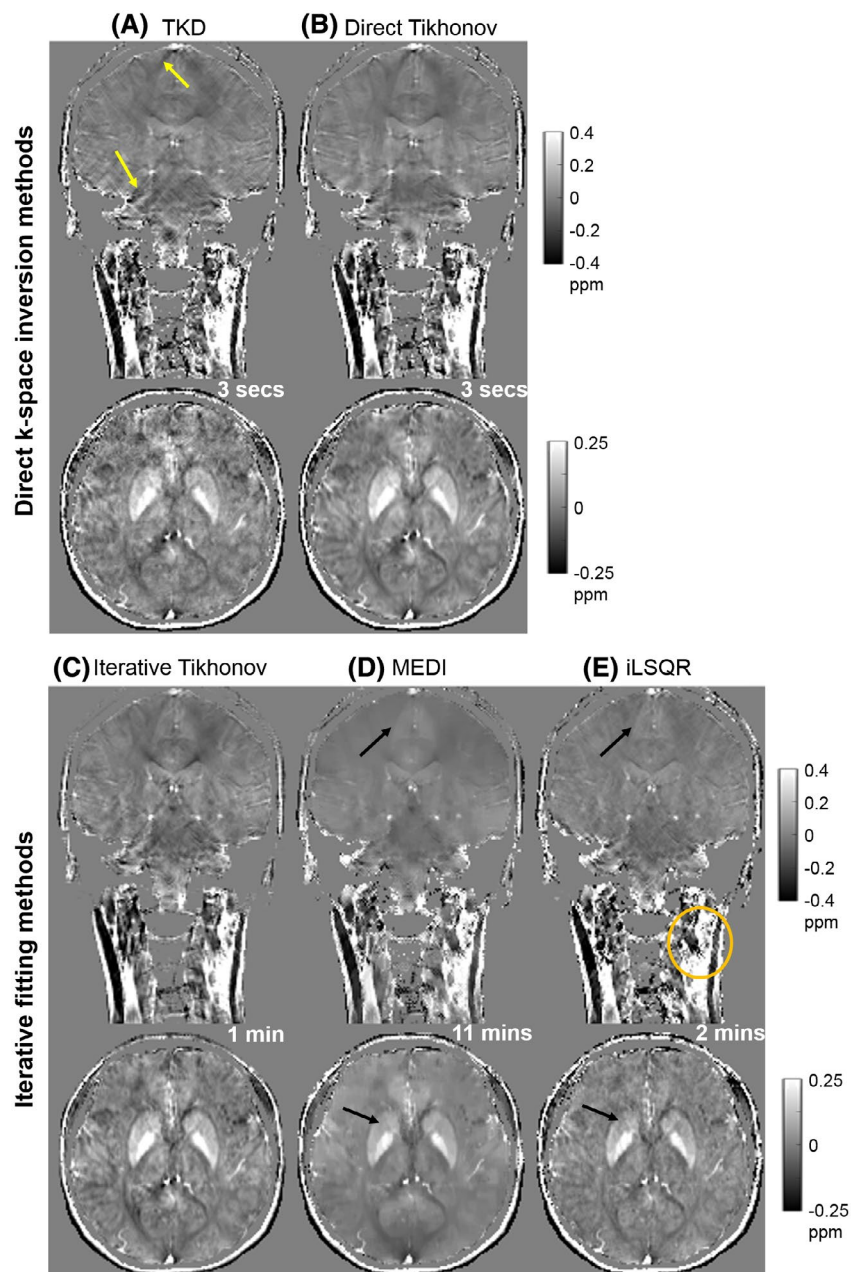 Direct k-space inversion methods
(A) TKD
(B) Direct Tikhonov
0.4
0.2
0
-0.2
-0.4
ppm
3 secs
3 secs
0.25
0
-0.25
ppm
Iterative fitting methods
(C) Iterative Tikhonov
(D) MEDI
(E) iLSQR
0.4
0.2
0
-0.2
-0.4
ppm
1 min
11 mins
2 mins
0.25
0
-0.25
ppm